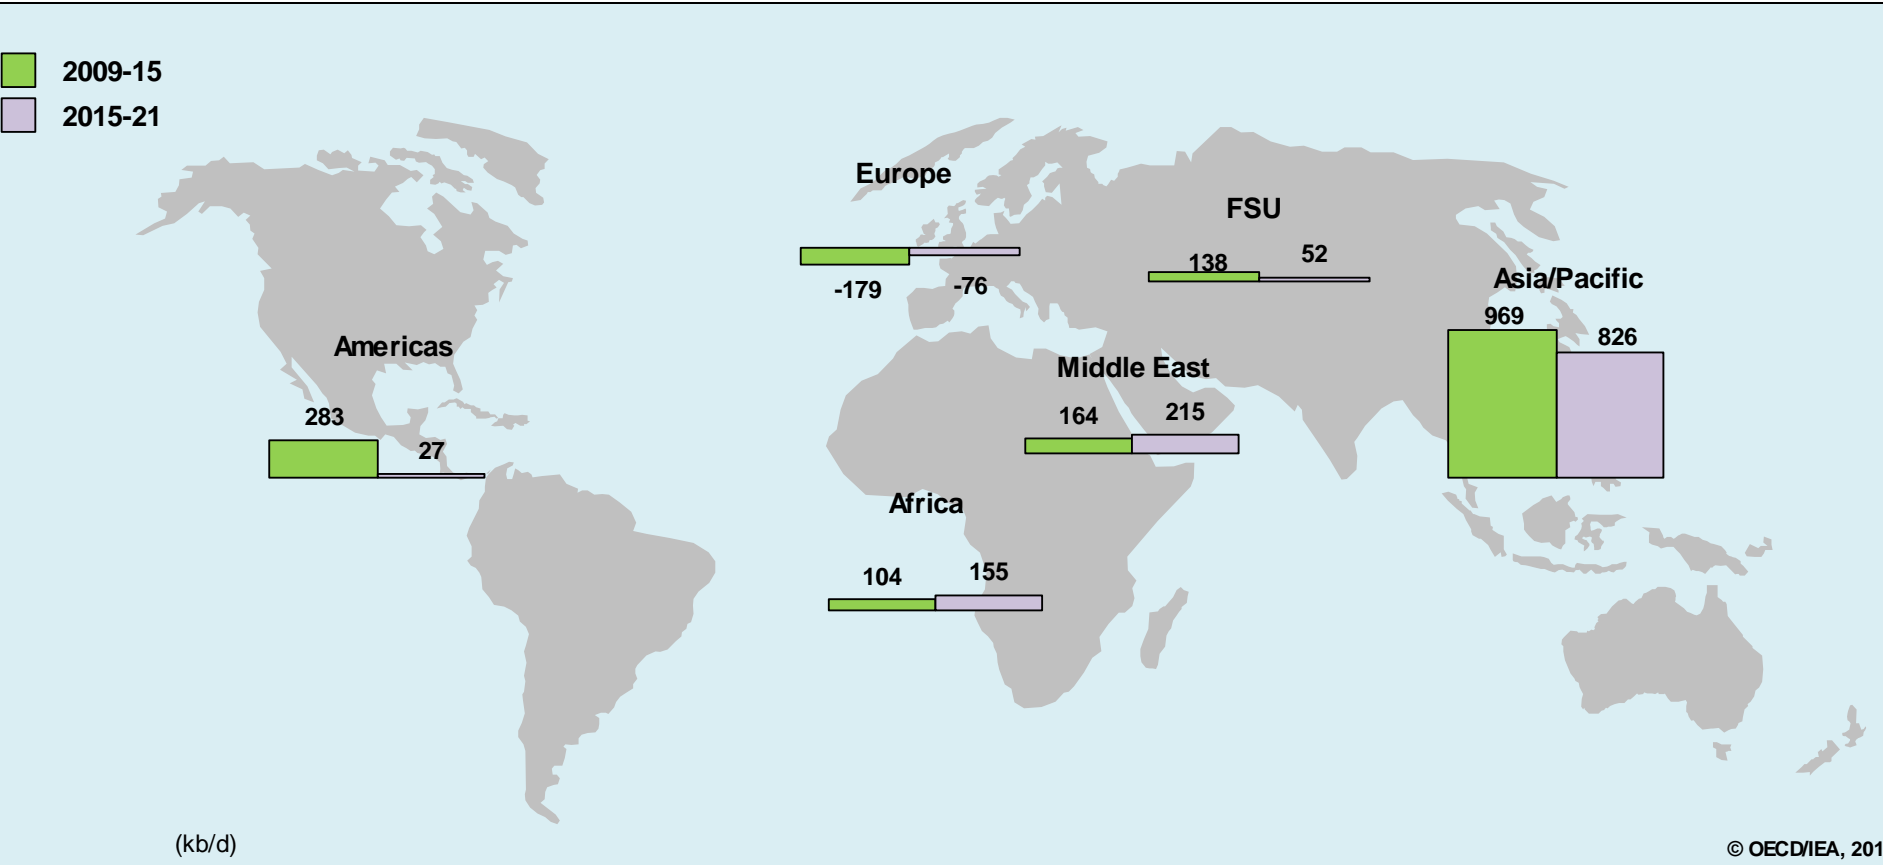 2009-15
2015-21
Europe
-179
-76
FSU
138
52
Asia/Pacific
969
826
Americas
283
27
Middle East
164
215
Africa
104
155
(kb/d)
© OECD/IEA, 201